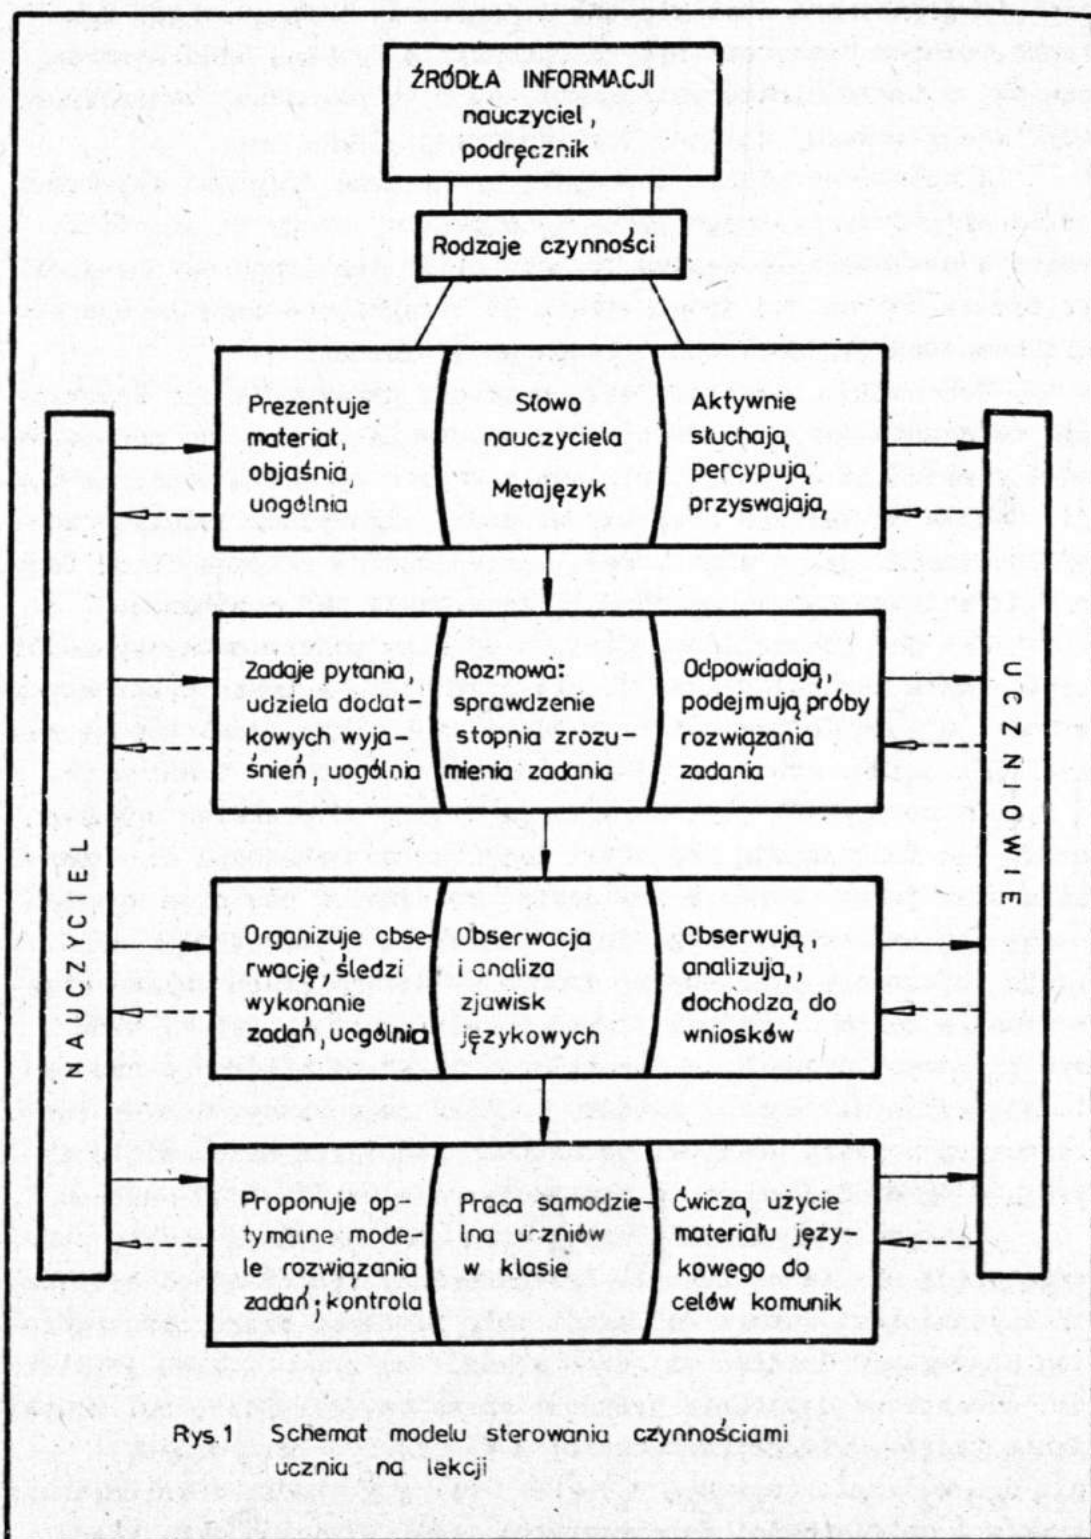 ŹRÓDŁA INFORMACJI
nauczyciel,
podręcznik
Rodzaje czynności
Prezentuje
materiał,
objaśnia,
uogólnia
Słowo
nauczyciela
Metajęzyk
Aktywnie
słuchają,
percypują,
przyswajają,
Zadaje pytania,
udziela dodat-
kowych wyja-
śnień, uogólnia
Rozmowa:
sprawdzenie
stopnia zrozu-
mienia zadania
Odpowiadają,
podejmują próby
rozwiązania
zadania
Organizuje obse-
rwację, śledzi
wykonanie
zadań, uogólnia
Obserwacja
i analiza
zjawisk
językowych
Obserwują,
analizują,
dochodzą do
wniosków
Proponuje op-
tymalne mode-
le rozwiązania
zadań; kontrola
Praca samodzie-
lna uczniów
w klasie
Ćwiczą użycie
materiału języ-
kowego do
celów komunik
NAUCZYCIEL
UCZNIOWIE
Rys.1 Schemat modelu sterowania czynnościami
ucznia na lekcji